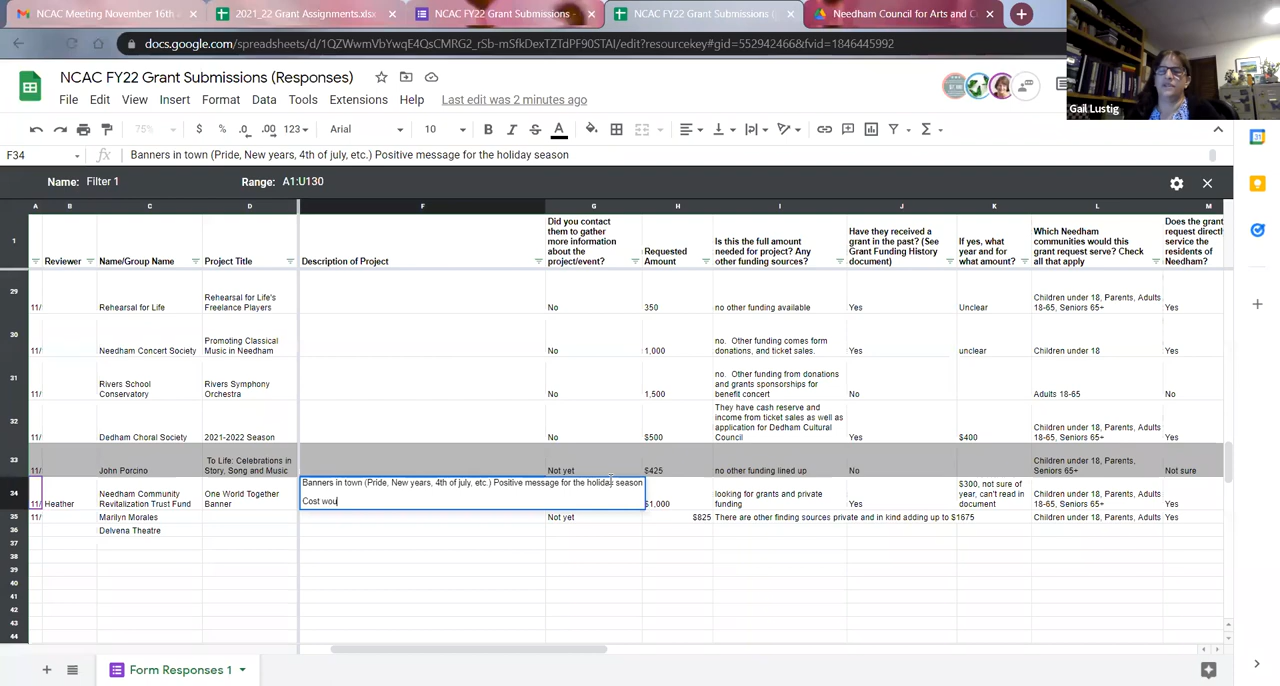 NCAC Meeting November 16th
2021_22 Grant Assignments.xlsx
NCAC FY22 Grant Submissions -
NCAC FY22 Grant Submissions (
Needham Council for Arts and C
docs.google.com/spreadsheets/d/1QZWwmVbYwqE4QsCMRG2_rSb-mSfkDexTZTdPF90STAI/edit?resourcekey#gid=552942466&fvid=1846445992
Gail Lustig
NCAC FY22 Grant Submissions (Responses)
File Edit View Insert Format Data Tools Extensions Help Last edit was 2 minutes ago
75% $ % .0 .00 123 Arial 10 B I S A
F34 fx Banners in town (Pride, New years, 4th of july, etc.) Positive message for the holiday season
Name: Filter 1 Range: A1:U130
A B C D F G H I J K L M
1 Reviewer Name/Group Name Project Title Description of Project
Did you contact
them to gather
more information
about the
project/event?
Requested
Amount
Is this the full amount
needed for project? Any
other funding sources?
Have they received a
grant in the past? (See
Grant Funding History
document)
If yes, what
year and for
what amount?
Which Needham
communities would this
grant request serve? Check
all that apply
Does the grant
request directl
service the
residents of
Needham?
29 11/ Rehearsal for Life
Rehearsal for Life's
Freelance Players
No 350 no other funding available Yes Unclear
Children under 18, Parents, Adults
18-65, Seniors 65+
Yes
30 11/ Needham Concert Society
Promoting Classical
Music in Needham
No 1,000
no. Other funding comes form
donations, and ticket sales.
Yes unclear Children under 18 Yes
31 11/
Rivers School
Conservatory
Rivers Symphony
Orchestra
No 1,500
no. Other funding from donations
and grants sponsorships for
benefit concert
No Adults 18-65 No
32 11/ Dedham Choral Society 2021-2022 Season No $500
They have cash reserve and
income from ticket sales as well as
application for Dedham Cultural
Council
Yes $400
Children under 18, Parents, Adults
18-65, Seniors 65+
Yes
33 11/ John Porcino
To Life: Celebrations in
Story, Song and Music
Not yet $425 no other funding lined up No
Children under 18, Parents,
Seniors 65+
Not sure
34 11/ Heather
Needham Community
Revitalization Trust Fund
One World Together
Banner
Banners in town (Pride, New years, 4th of july, etc.) Positive message for the holiday season
Cost wou
$1,000
looking for grants and private
funding
Yes
$300, not sure of
year, can't read in
document
Children under 18, Parents, Adults
18-65, Seniors 65+
Yes
35 11/ Marilyn Morales Not yet $825 There are other finding sources private and in kind adding up to $1675 Children under 18, Parents, Adults Yes
36 Delvena Theatre
37
38
39
40
41
42
43
44
Form Responses 1